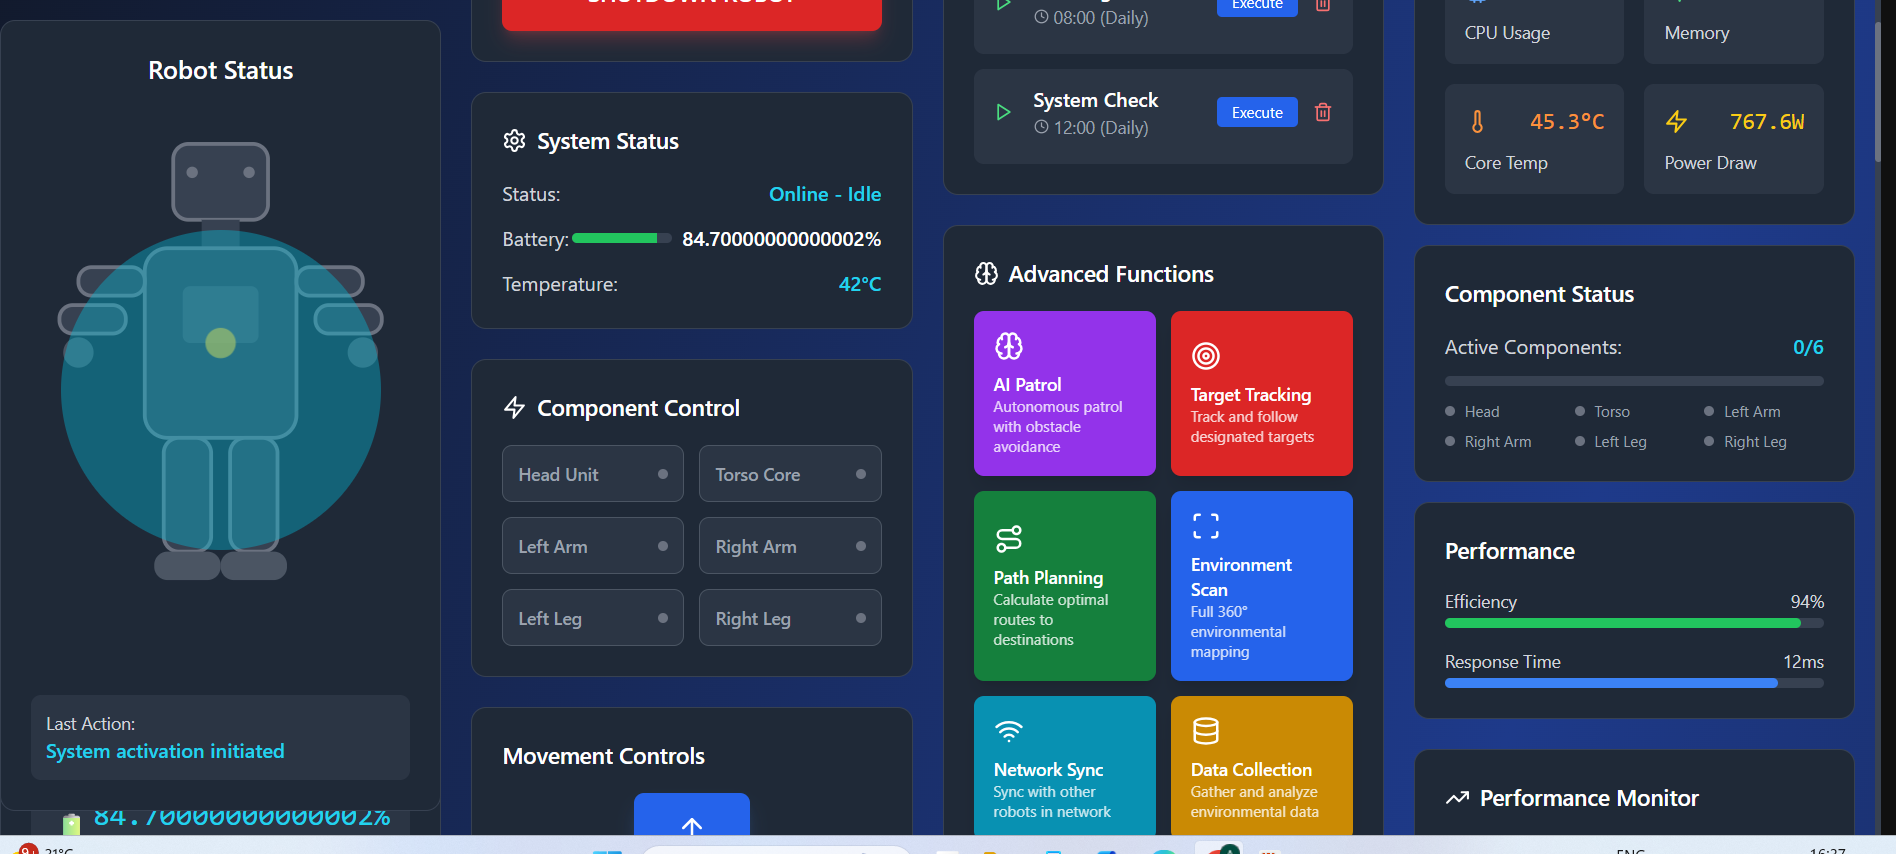 Robot Status
Last Action:
System activation initiated
84.70000000000002%
SHUTDOWN ROBOT
System Status
Status:
Online - Idle
Battery:
84.70000000000002%
Temperature:
42°C
Component Control
Head Unit
Torso Core
Left Arm
Right Arm
Left Leg
Right Leg
Movement Controls
08:00 (Daily)
Execute
System Check
12:00 (Daily)
Execute
Advanced Functions
AI Patrol
Autonomous patrol
with obstacle
avoidance
Target Tracking
Track and follow
designated targets
Path Planning
Calculate optimal
routes to
destinations
Environment
Scan
Full 360°
environmental
mapping
Network Sync
Sync with other
robots in network
Data Collection
Gather and analyze
environmental data
CPU Usage
Memory
45.3°C
Core Temp
767.6W
Power Draw
Component Status
Active Components:
0/6
Head
Torso
Left Arm
Right Arm
Left Leg
Right Leg
Performance
Efficiency
94%
Response Time
12ms
Performance Monitor
ENG
16:37